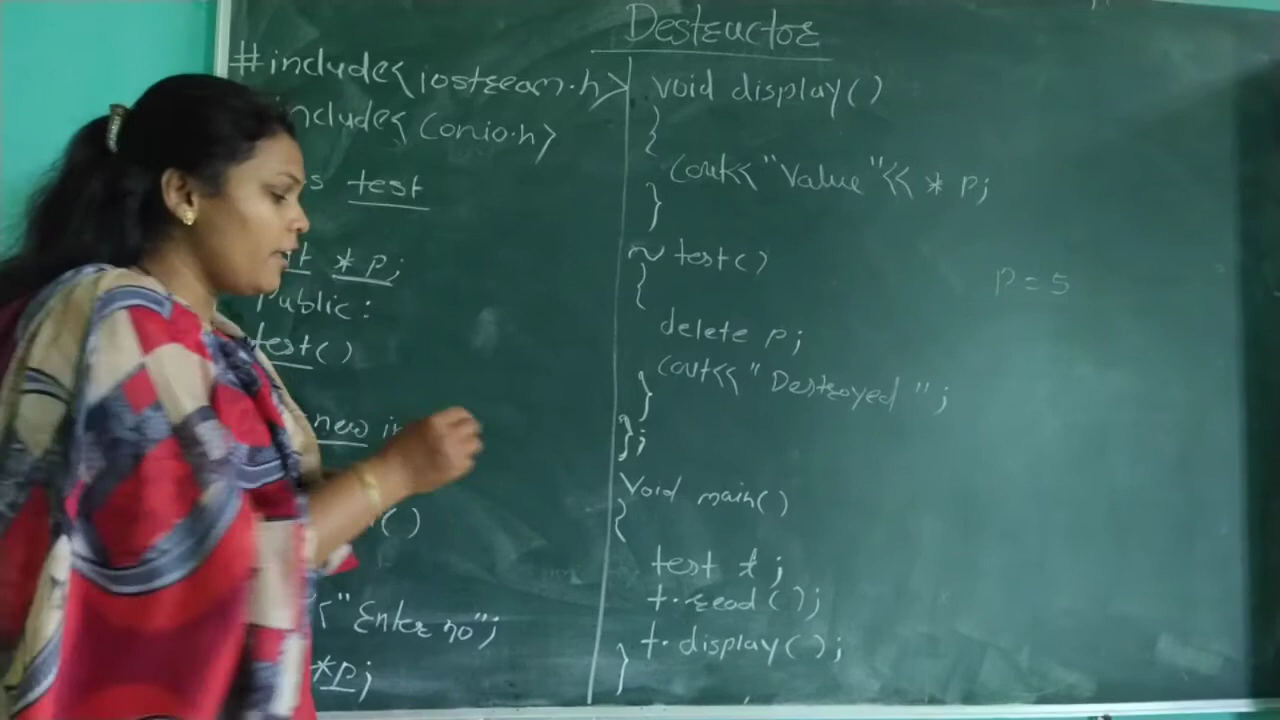 Destructor
#include<iostream.h>
include<conio.h>
s test
* p;
Public:
test()
new in
()
<"Enter no";
*p;
void display()
{
cout<<"Value"<<*p;
}
~test()
{
delete p;
cout<<"Destroyed";
}
};
Void main()
{
test t;
t.read();
t.display();
}
P=5